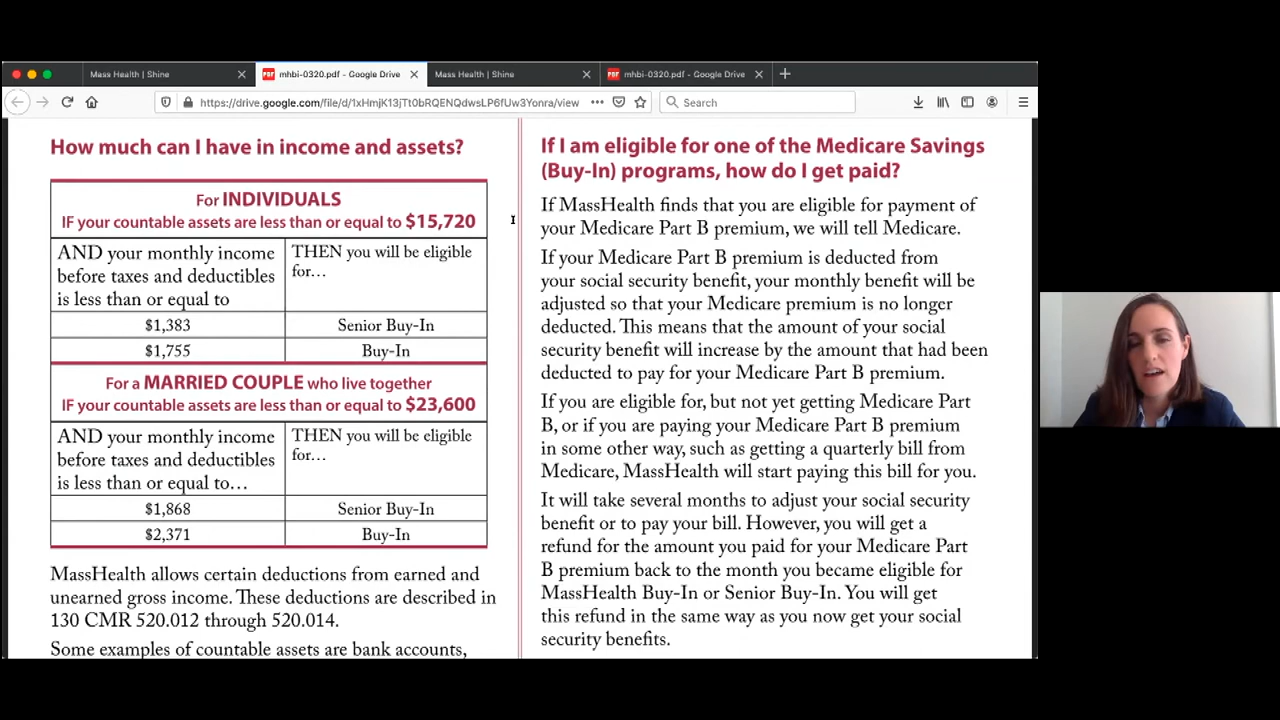 Mass Health | Shine
mhbi-0320.pdf - Google Drive
Mass Health | Shine
mhbi-0320.pdf - Google Drive
https://drive.google.com/file/d/1xHmjK13jTt0bRQENQdwsLP6fUw3Yonra/view
Search
How much can I have in income and assets?
For INDIVIDUALS
IF your countable assets are less than or equal to $15,720
AND your monthly income
before taxes and deductibles
is less than or equal to
THEN you will be eligible
for…
$1,383
Senior Buy-In
$1,755
Buy-In
For a MARRIED COUPLE who live together
IF your countable assets are less than or equal to $23,600
AND your monthly income
before taxes and deductibles
is less than or equal to…
THEN you will be eligible
for…
$1,868
Senior Buy-In
$2,371
Buy-In
MassHealth allows certain deductions from earned and
unearned gross income. These deductions are described in
130 CMR 520.012 through 520.014.
Some examples of countable assets are bank accounts,
If I am eligible for one of the Medicare Savings
(Buy-In) programs, how do I get paid?
If MassHealth finds that you are eligible for payment of
your Medicare Part B premium, we will tell Medicare.
If your Medicare Part B premium is deducted from
your social security benefit, your monthly benefit will be
adjusted so that your Medicare premium is no longer
deducted. This means that the amount of your social
security benefit will increase by the amount that had been
deducted to pay for your Medicare Part B premium.
If you are eligible for, but not yet getting Medicare Part
B, or if you are paying your Medicare Part B premium
in some other way, such as getting a quarterly bill from
Medicare, MassHealth will start paying this bill for you.
It will take several months to adjust your social security
benefit or to pay your bill. However, you will get a
refund for the amount you paid for your Medicare Part
B premium back to the month you became eligible for
MassHealth Buy-In or Senior Buy-In. You will get
this refund in the same way as you now get your social
security benefits.